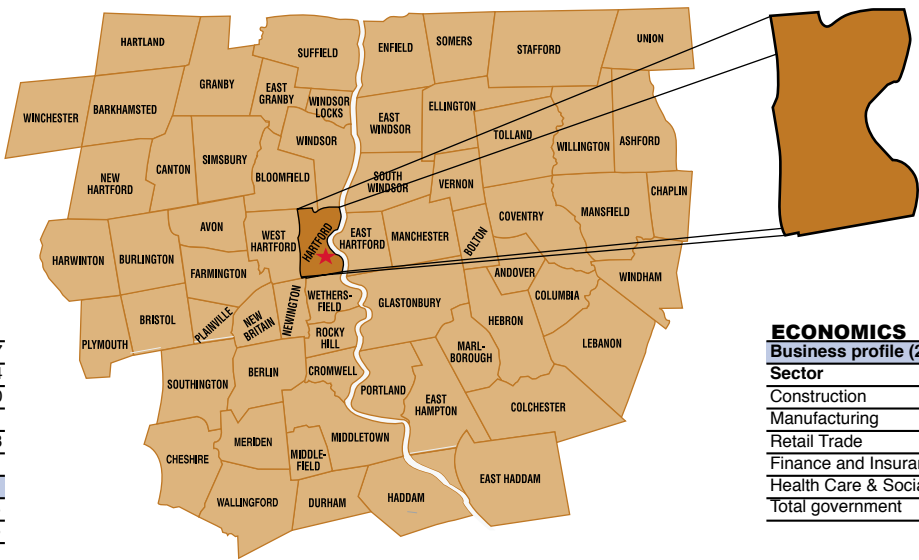 HARTLAND
SUFFIELD
ENFIELD
SOMERS
STAFFORD
UNION
WINCHESTER
BARKHAMSTED
GRANBY
EAST
GRANBY
WINDSOR
LOCKS
EAST
WINDSOR
ELLINGTON
TOLLAND
WILLINGTON
ASHFORD
NEW
HARTFORD
CANTON
SIMSBURY
BLOOMFIELD
WINDSOR
SOUTH
WINDSOR
VERNON
COVENTRY
MANSFIELD
CHAPLIN
HARWINTON
BURLINGTON
AVON
FARMINGTON
WEST
HARTFORD
HARTFORD
EAST
HARTFORD
MANCHESTER
BOLTON
ANDOVER
COLUMBIA
WINDHAM
PLYMOUTH
BRISTOL
PLAINVILLE
NEW
BRITAIN
NEWINGTON
WETHERS-
FIELD
ROCKY
HILL
GLASTONBURY
HEBRON
LEBANON
MARL-
BOROUGH
SOUTHINGTON
BERLIN
CROMWELL
PORTLAND
EAST
HAMPTON
COLCHESTER
CHESHIRE
MERIDEN
MIDDLE-
FIELD
MIDDLETOWN
WALLINGFORD
DURHAM
HADDAM
EAST HADDAM
ECONOMICS
Business profile (2
Sector
Construction
Manufacturing
Retail Trade
Finance and Insuran
Health Care & Socia
Total government